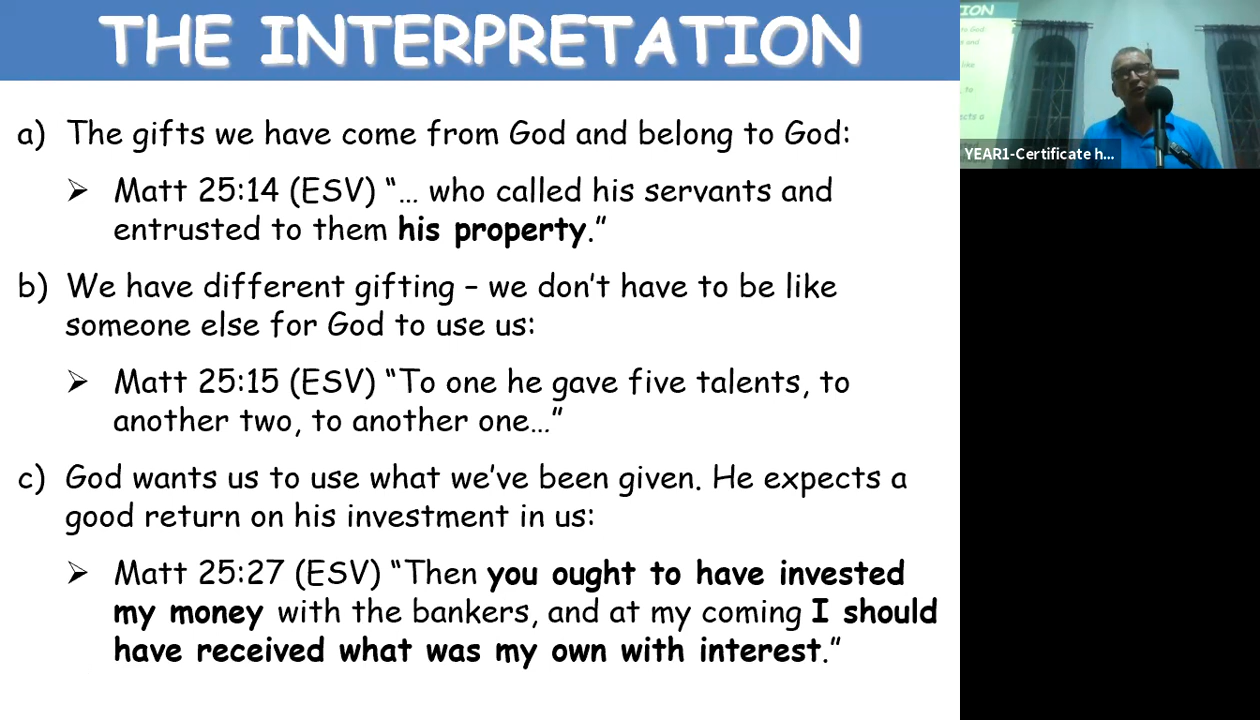 THE INTERPRETATION
a) The gifts we have come from God and belong to God:
➢ Matt 25:14 (ESV) “… who called his servants and
entrusted to them his property.”
b) We have different gifting – we don’t have to be like
someone else for God to use us:
➢ Matt 25:15 (ESV) “To one he gave five talents, to
another two, to another one…”
c) God wants us to use what we’ve been given. He expects a
good return on his investment in us:
➢ Matt 25:27 (ESV) “Then you ought to have invested
my money with the bankers, and at my coming I should
have received what was my own with interest.”
ION
to God
YEAR1-Certificate h...